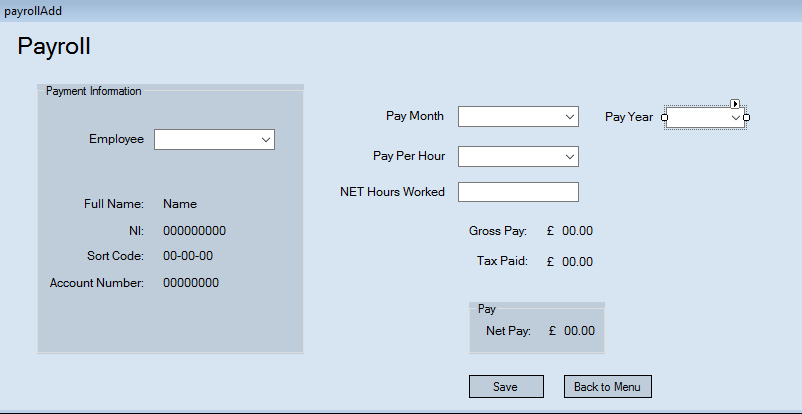 payrollAdd
Payroll
Payment Information
Employee
Full Name: Name
NI: 000000000
Sort Code: 00-00-00
Account Number: 00000000
Pay Month
Pay Year
Pay Per Hour
NET Hours Worked
Gross Pay: £ 00.00
Tax Paid: £ 00.00
Pay
Net Pay: £ 00.00
Save
Back to Menu